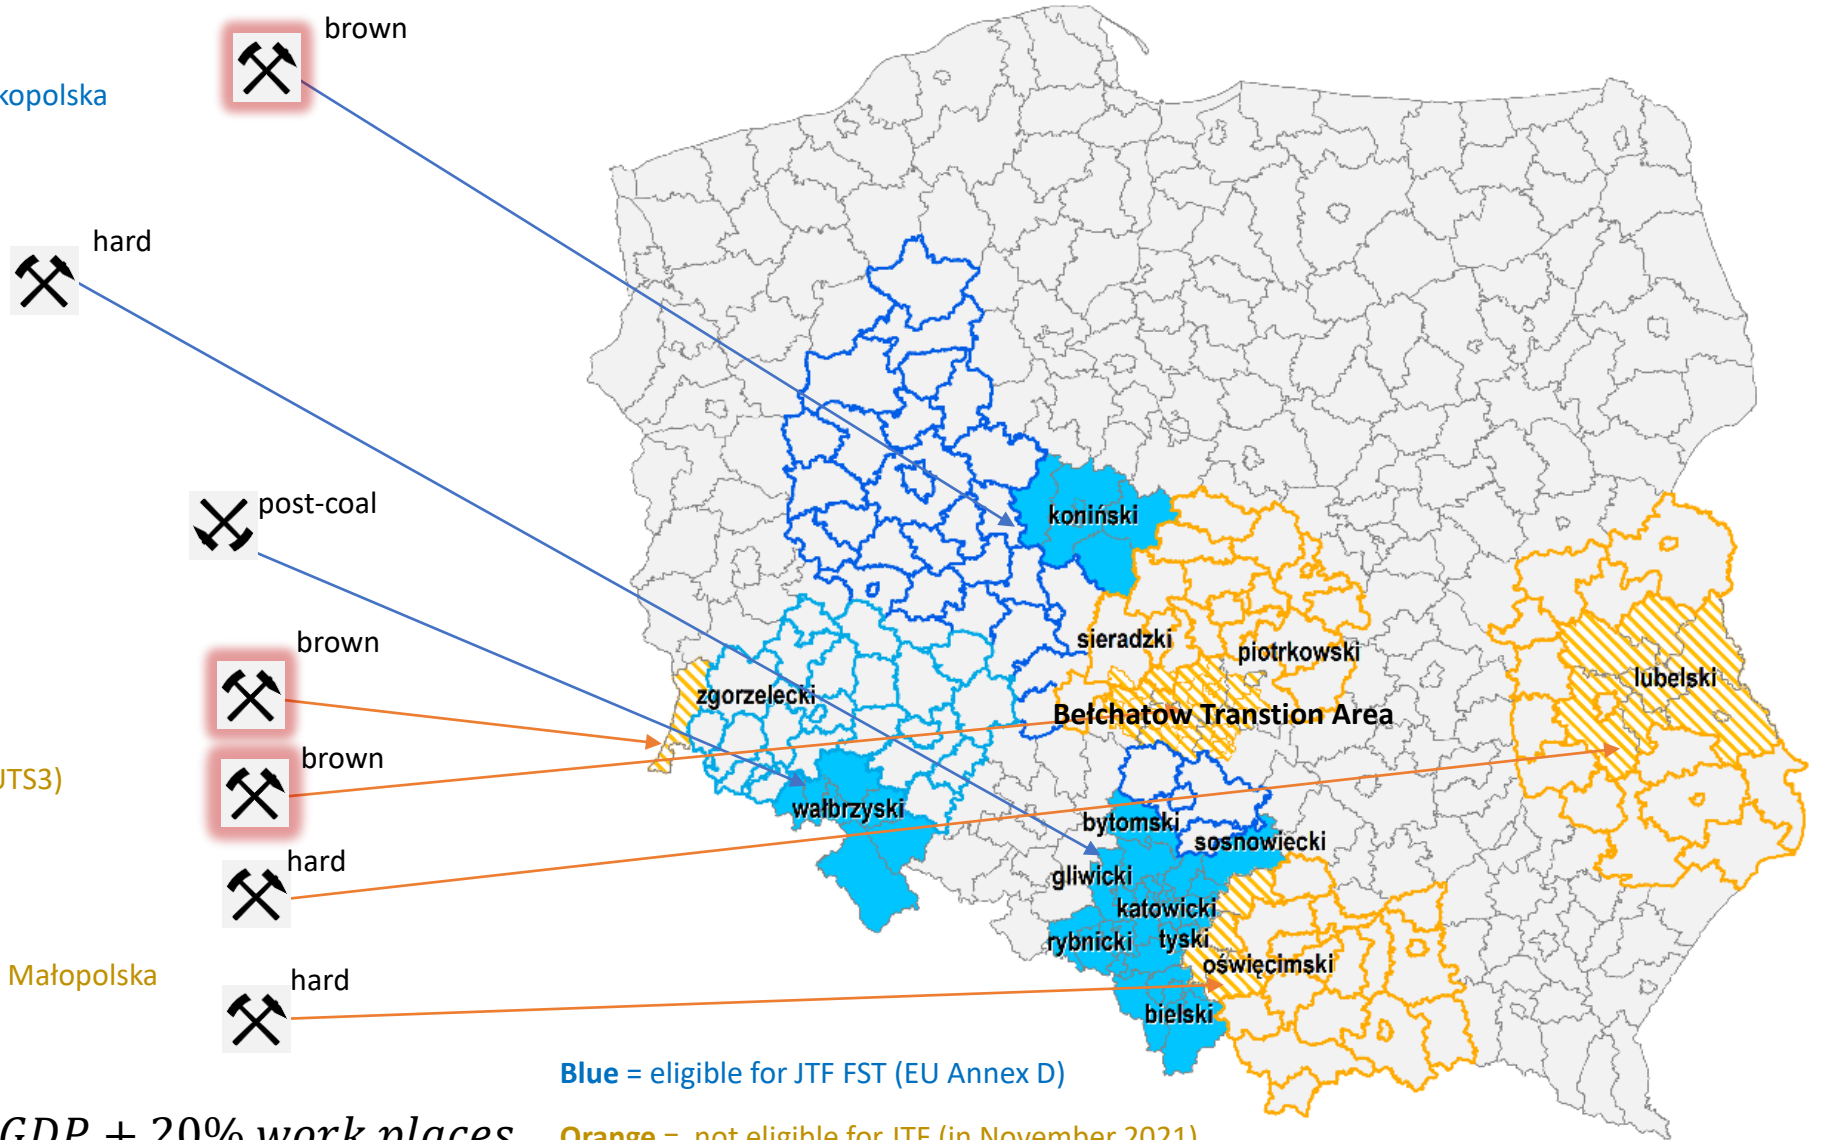 brown
kopolska
hard
post-coal
koniński
brown
sieradzki
piotrkowski
lubelski
zgorzelecki
Bełchatow Transtion Area
brown
UTS3)
wałbrzyski
bytomski
sosnowiecki
hard
gliwicki
katowicki
rybnicki
tyski
oświęcimski
Małopolska
hard
bielski
Blue = eligible for JTF FST (EU Annex D)
GDP + 20% work places
Orange = not eligible for JTF (in November 2021)